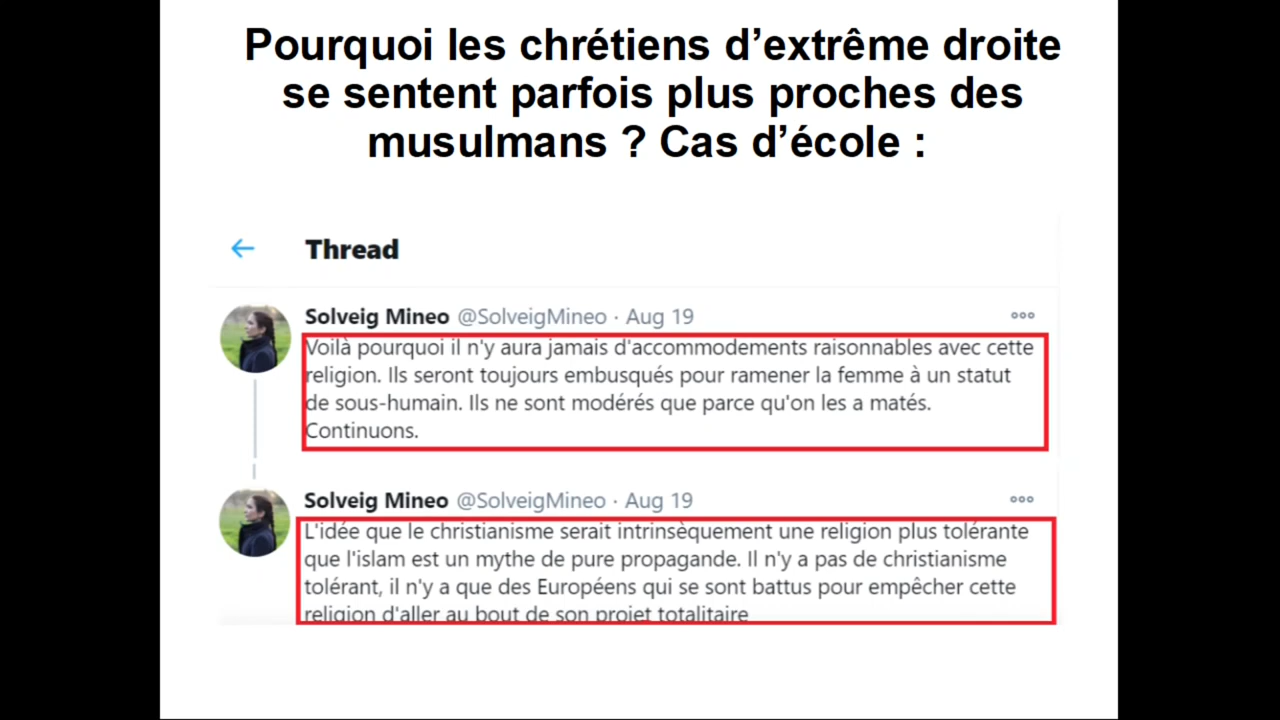 Pourquoi les chrétiens d’extrême droite
se sentent parfois plus proches des
musulmans ? Cas d’école :
Thread
Solveig Mineo @SolveigMineo · Aug 19
Voilà pourquoi il n'y aura jamais d'accommodements raisonnables avec cette
religion. Ils seront toujours embusqués pour ramener la femme à un statut
de sous-humain. Ils ne sont modérés que parce qu'on les a matés.
Continuons.
Solveig Mineo @SolveigMineo · Aug 19
L'idée que le christianisme serait intrinsèquement une religion plus tolérante
que l'islam est un mythe de pure propagande. Il n'y a pas de christianisme
tolérant, il n'y a que des Européens qui se sont battus pour empêcher cette
religion d'aller au bout de son projet totalitaire